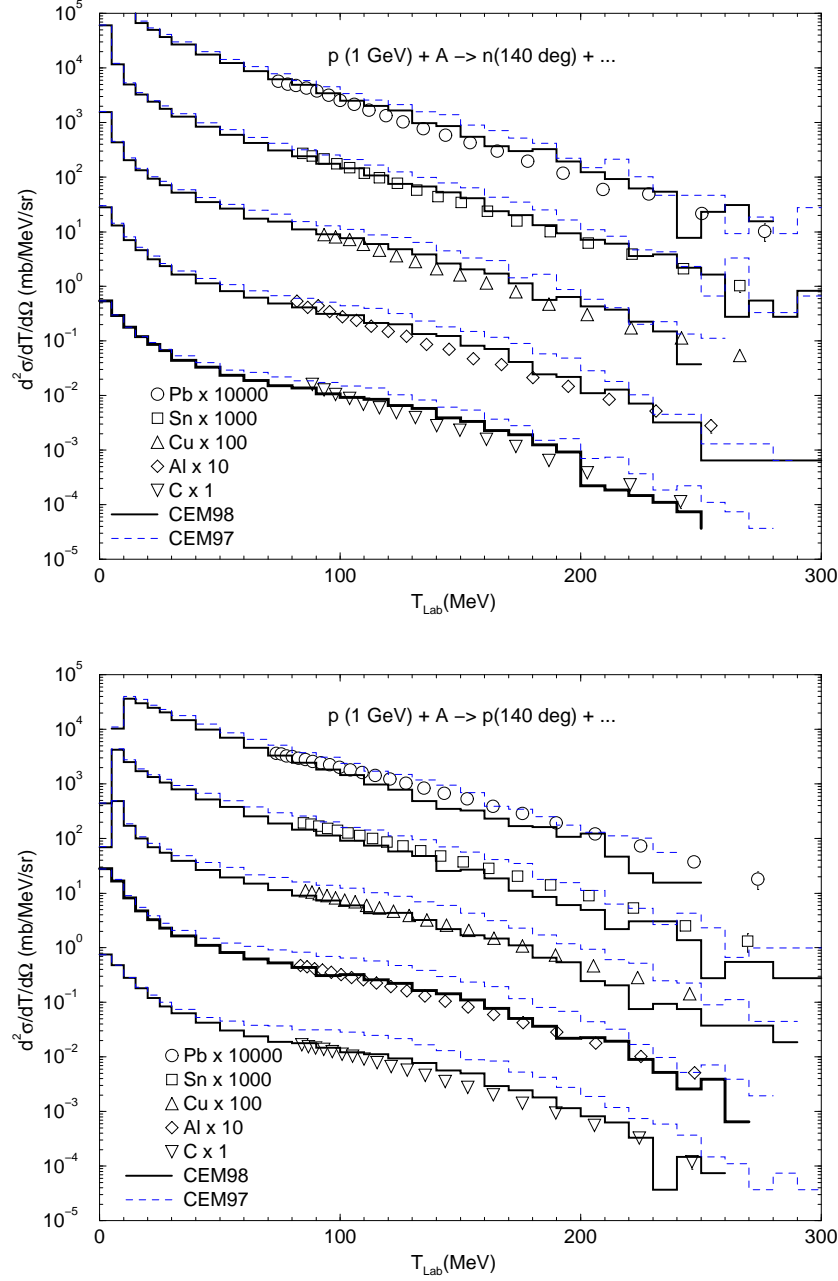 p (1 GeV) + A -> n(140 deg) + ...
10^5
10^4
10^3
10^2
10^1
10^0
10^-1
10^-2
10^-3
10^-4
10^-5
d^2σ/dT/dΩ (mb/MeV/sr)
Pb x 10000
Sn x 1000
Cu x 100
Al x 10
C x 1
CEM98
CEM97
0 100 200 300
T_Lab(MeV)
p (1 GeV) + A -> p(140 deg) + ...
10^5
10^4
10^3
10^2
10^1
10^0
10^-1
10^-2
10^-3
10^-4
10^-5
d^2σ/dT/dΩ (mb/MeV/sr)
Pb x 10000
Sn x 1000
Cu x 100
Al x 10
C x 1
CEM98
CEM97
0 100 200 300
T_Lab(MeV)